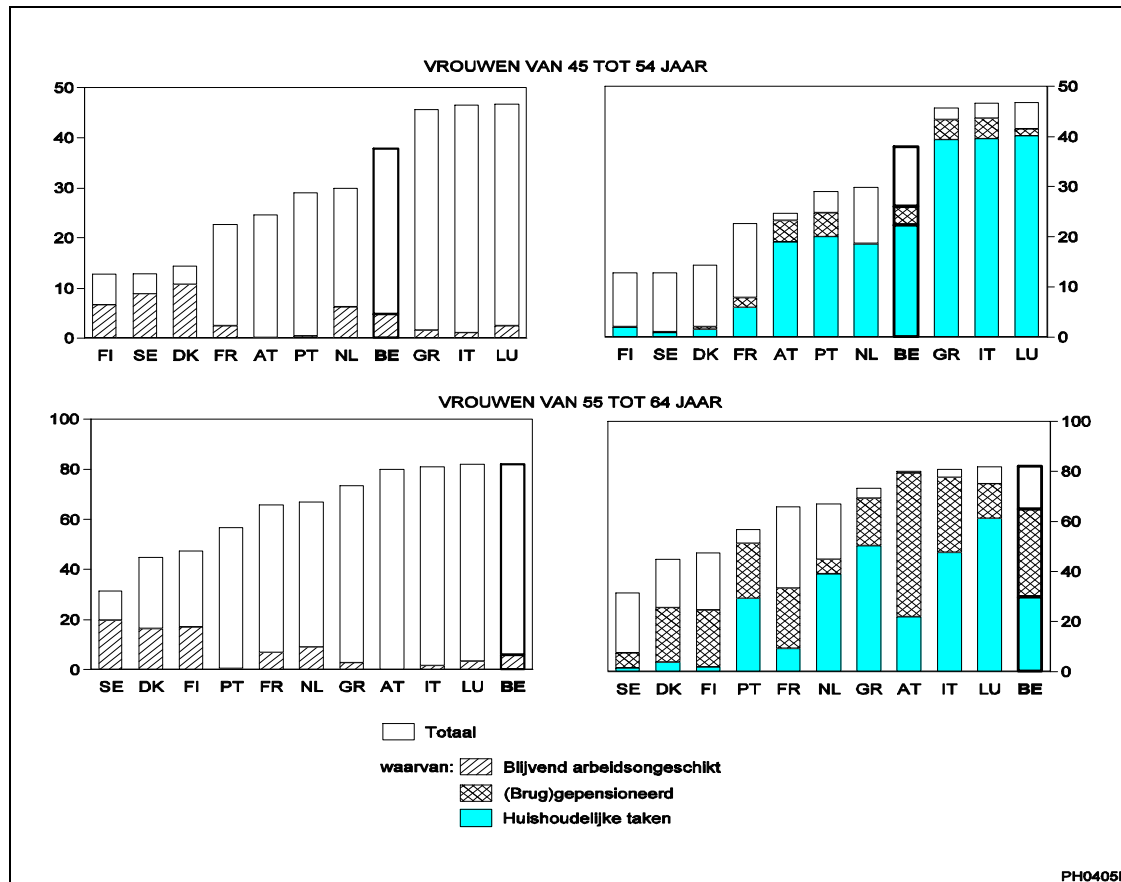 VROUWEN VAN 45 TOT 54 JAAR
50
40
30
20
10
0
FI SE DK FR AT PT NL BE GR IT LU
50
40
30
20
10
0
FI SE DK FR AT PT NL BE GR IT LU
VROUWEN VAN 55 TOT 64 JAAR
100
80
60
40
20
0
SE DK FI PT FR NL GR AT IT LU BE
100
80
60
40
20
0
SE DK FI PT FR NL GR AT IT LU BE
Totaal
waarvan: Blijvend arbeidsongeschikt
(Brug)gepensioneerd
Huishoudelijke taken